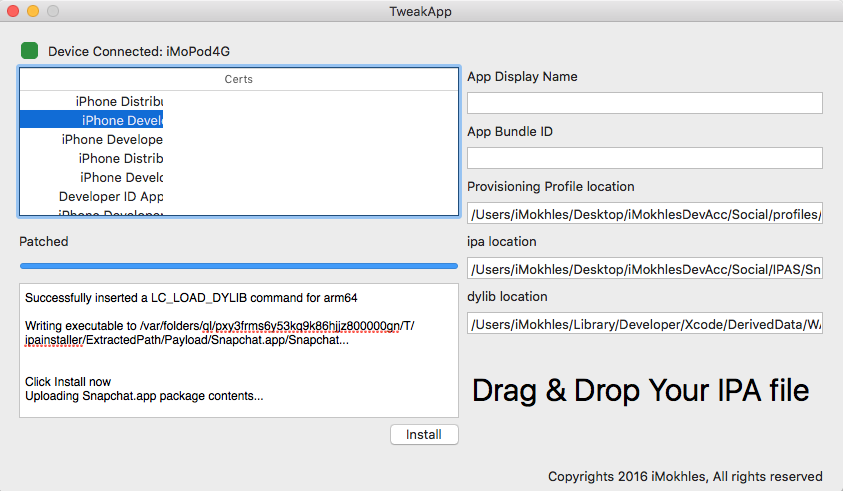 TweakApp
Device Connected: iMoPod4G
Certs
iPhone Distribu
iPhone Develo
iPhone Developer
iPhone Distrib
iPhone Develo
Developer ID App
iPhone Developer
Patched
Successfully inserted a LC_LOAD_DYLIB command for arm64
Writing executable to /var/folders/ql/pxy3frms6y53kq9k86hjjz800000gn/T/
ipainstaller/ExtractedPath/Payload/Snapchat.app/Snapchat...
Click Install now
Uploading Snapchat.app package contents...
Install
App Display Name
App Bundle ID
Provisioning Profile location
/Users/iMokhles/Desktop/iMokhlesDevAcc/Social/profiles/
ipa location
/Users/iMokhles/Desktop/iMokhlesDevAcc/Social/IPAS/Sn
dylib location
/Users/iMokhles/Library/Developer/Xcode/DerivedData/WA
Drag & Drop Your IPA file
Copyrights 2016 iMokhles, All rights reserved